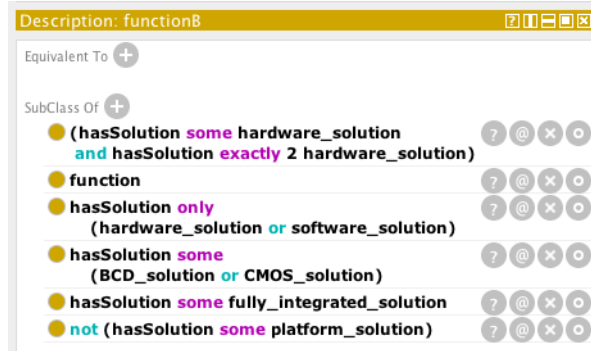 Description: functionB
Equivalent To
SubClass Of
(hasSolution some hardware_solution
and hasSolution exactly 2 hardware_solution)
function
hasSolution only
(hardware_solution or software_solution)
hasSolution some
(BCD_solution or CMOS_solution)
hasSolution some fully_integrated_solution
not (hasSolution some platform_solution)